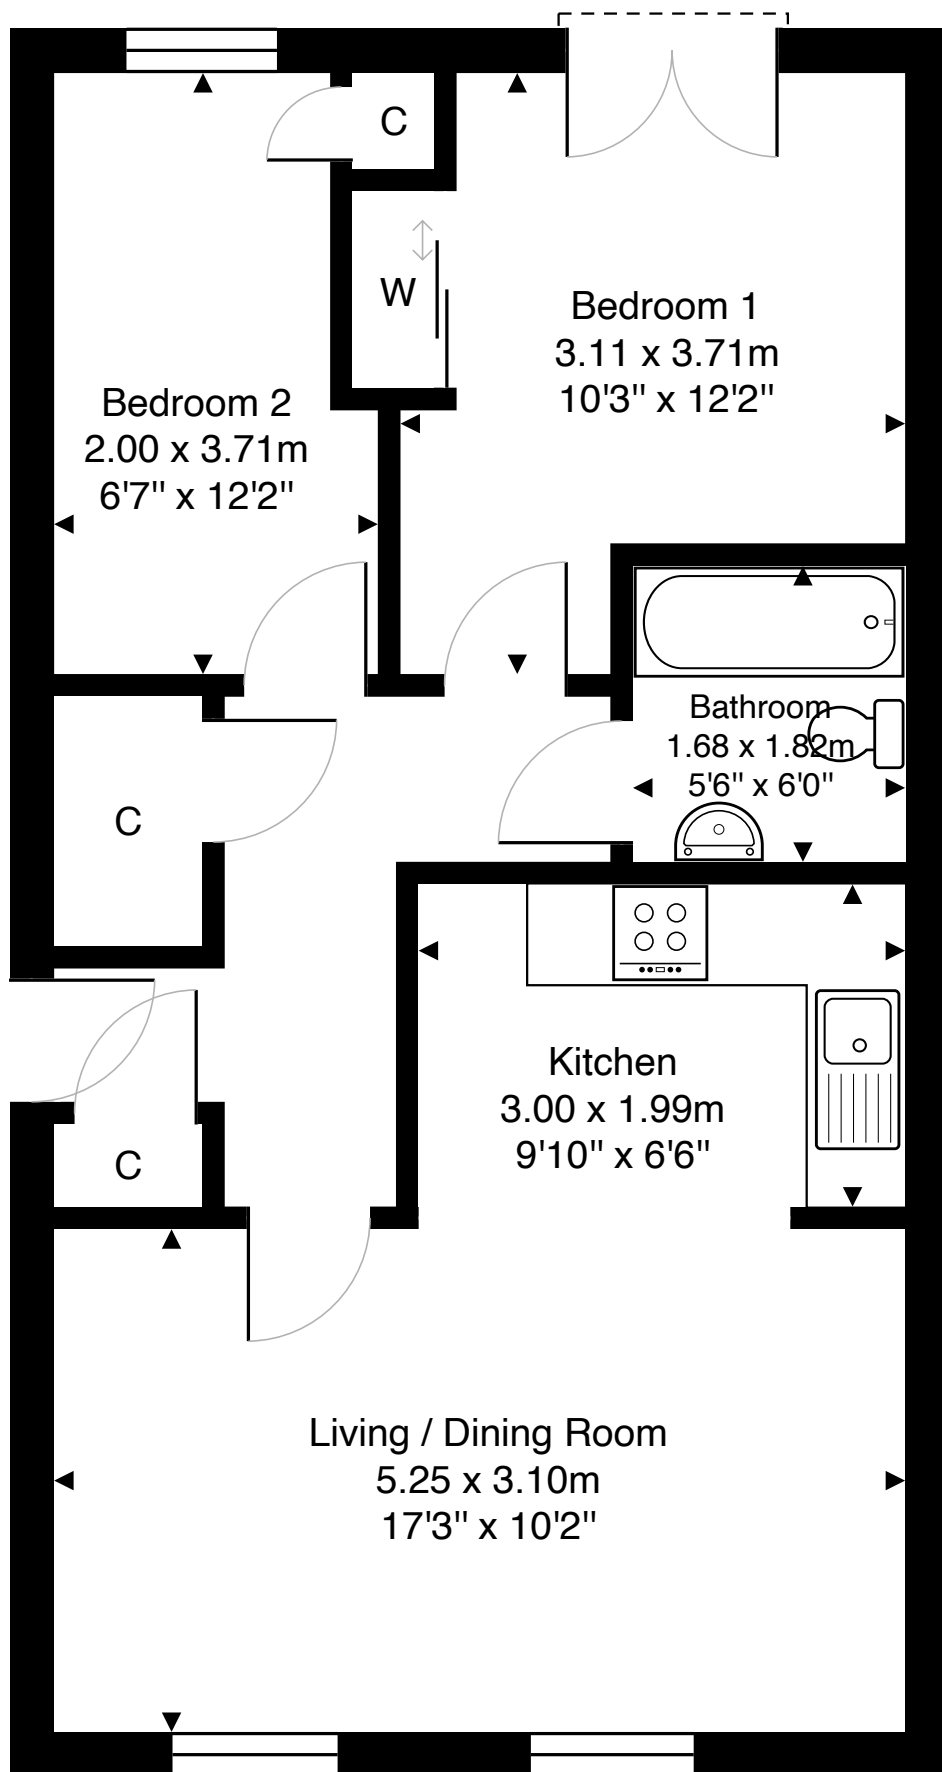 C
W
Bedroom 1
3.11 x 3.71m
10'3" x 12'2"
Bedroom 2
2.00 x 3.71m
6'7" x 12'2"
Bathroom
1.68 x 1.82m
5'6" x 6'0"
C
Kitchen
3.00 x 1.99m
9'10" x 6'6"
C
Living / Dining Room
5.25 x 3.10m
17'3" x 10'2"